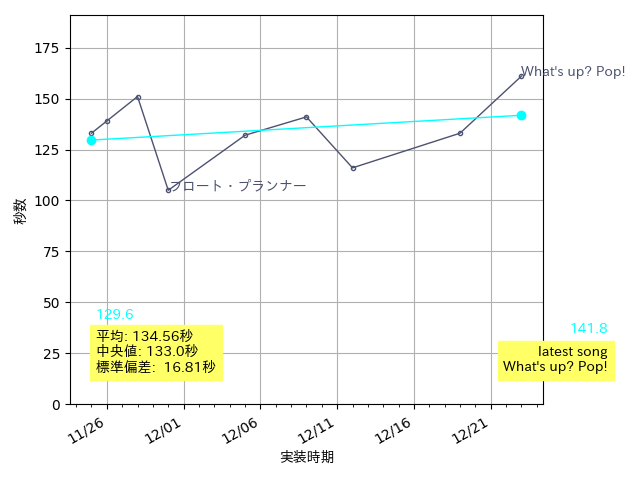 175
150
125
100
75
50
25
0
秒数
What's up? Pop!
フロート・プランナー
129.6
平均: 134.56秒
中央値: 133.0秒
標準偏差: 16.81秒
141.8
latest song
What's up? Pop!
11/26
12/01
12/06
12/11
12/16
12/21
実装時期